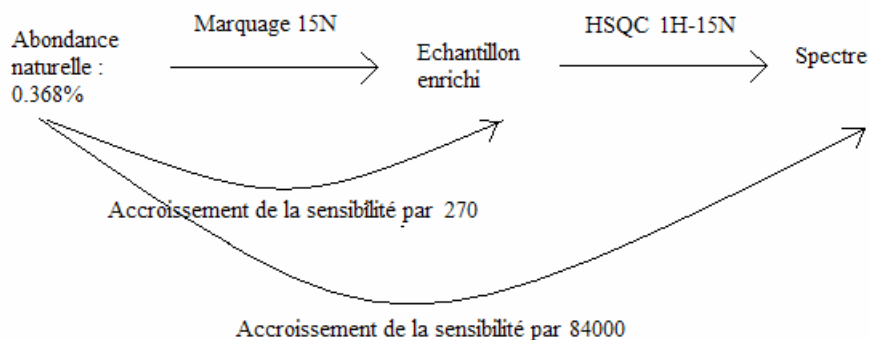 Abondance
naturelle :
0.368%
Marquage 15N
Echantillon
enrichi
HSQC 1H-15N
Spectre
Accroissement de la sensibilité par 270
Accroissement de la sensibilité par 84000